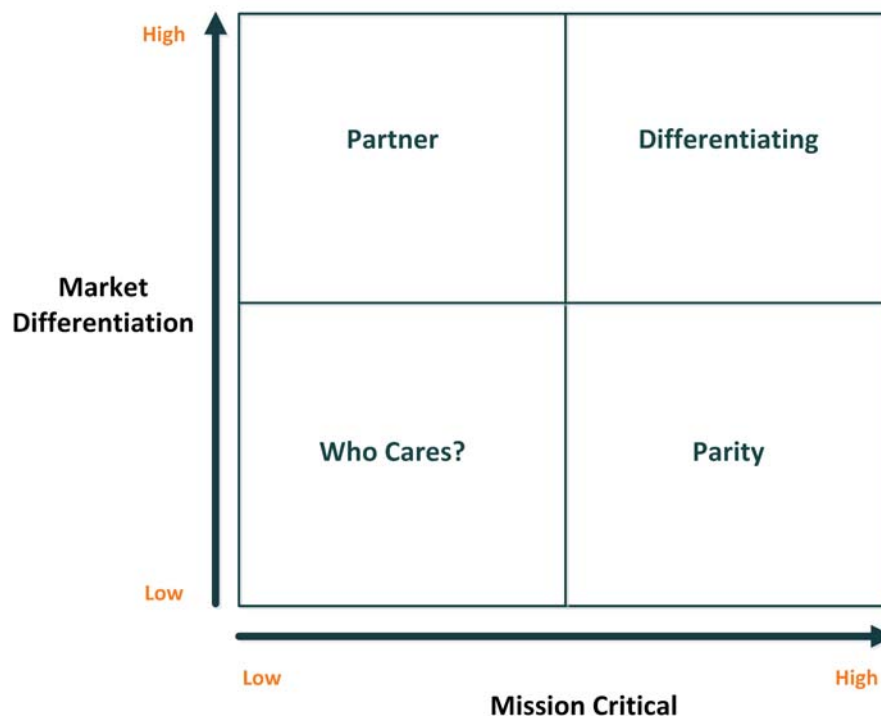 High
Partner
Differentiating
Market
Differentiation
Who Cares?
Parity
Low
Low
High
Mission Critical